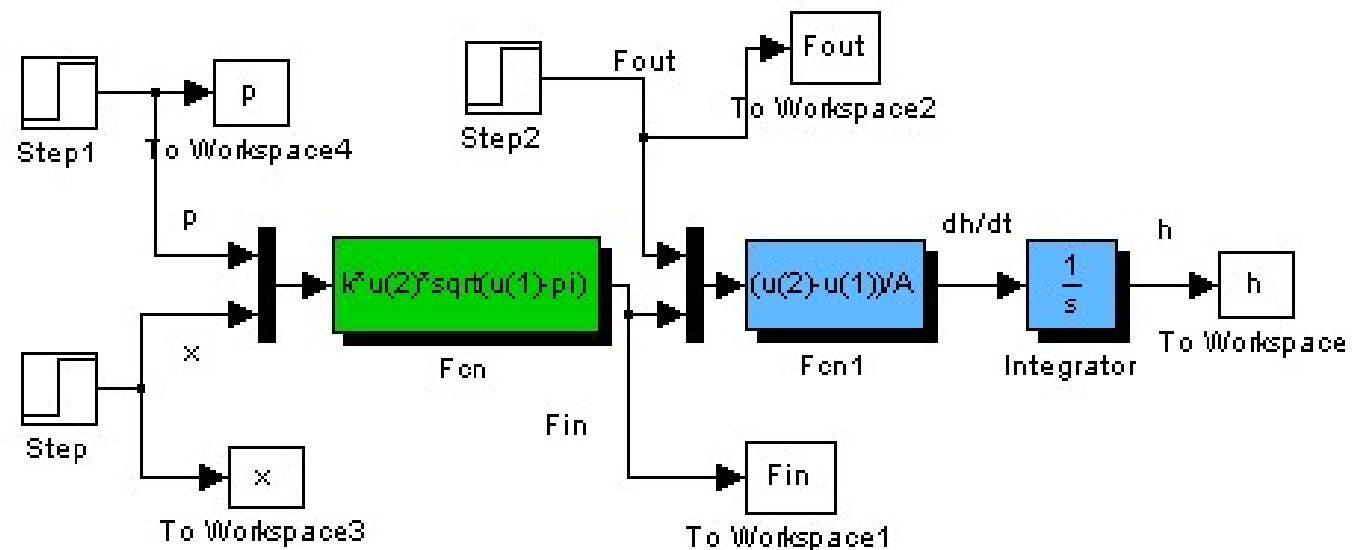 Step1
p
To Workspace4
Fout
Step2
Fout
To Workspace2
p
x
k*u(2)*sqrt(u(1)-pi)
Fcn
Fin
(u(2)-u(1))/A
Fcn1
dh/dt
1
s
Integrator
h
h
To Workspace
Step
x
To Workspace3
Fin
To Workspace1